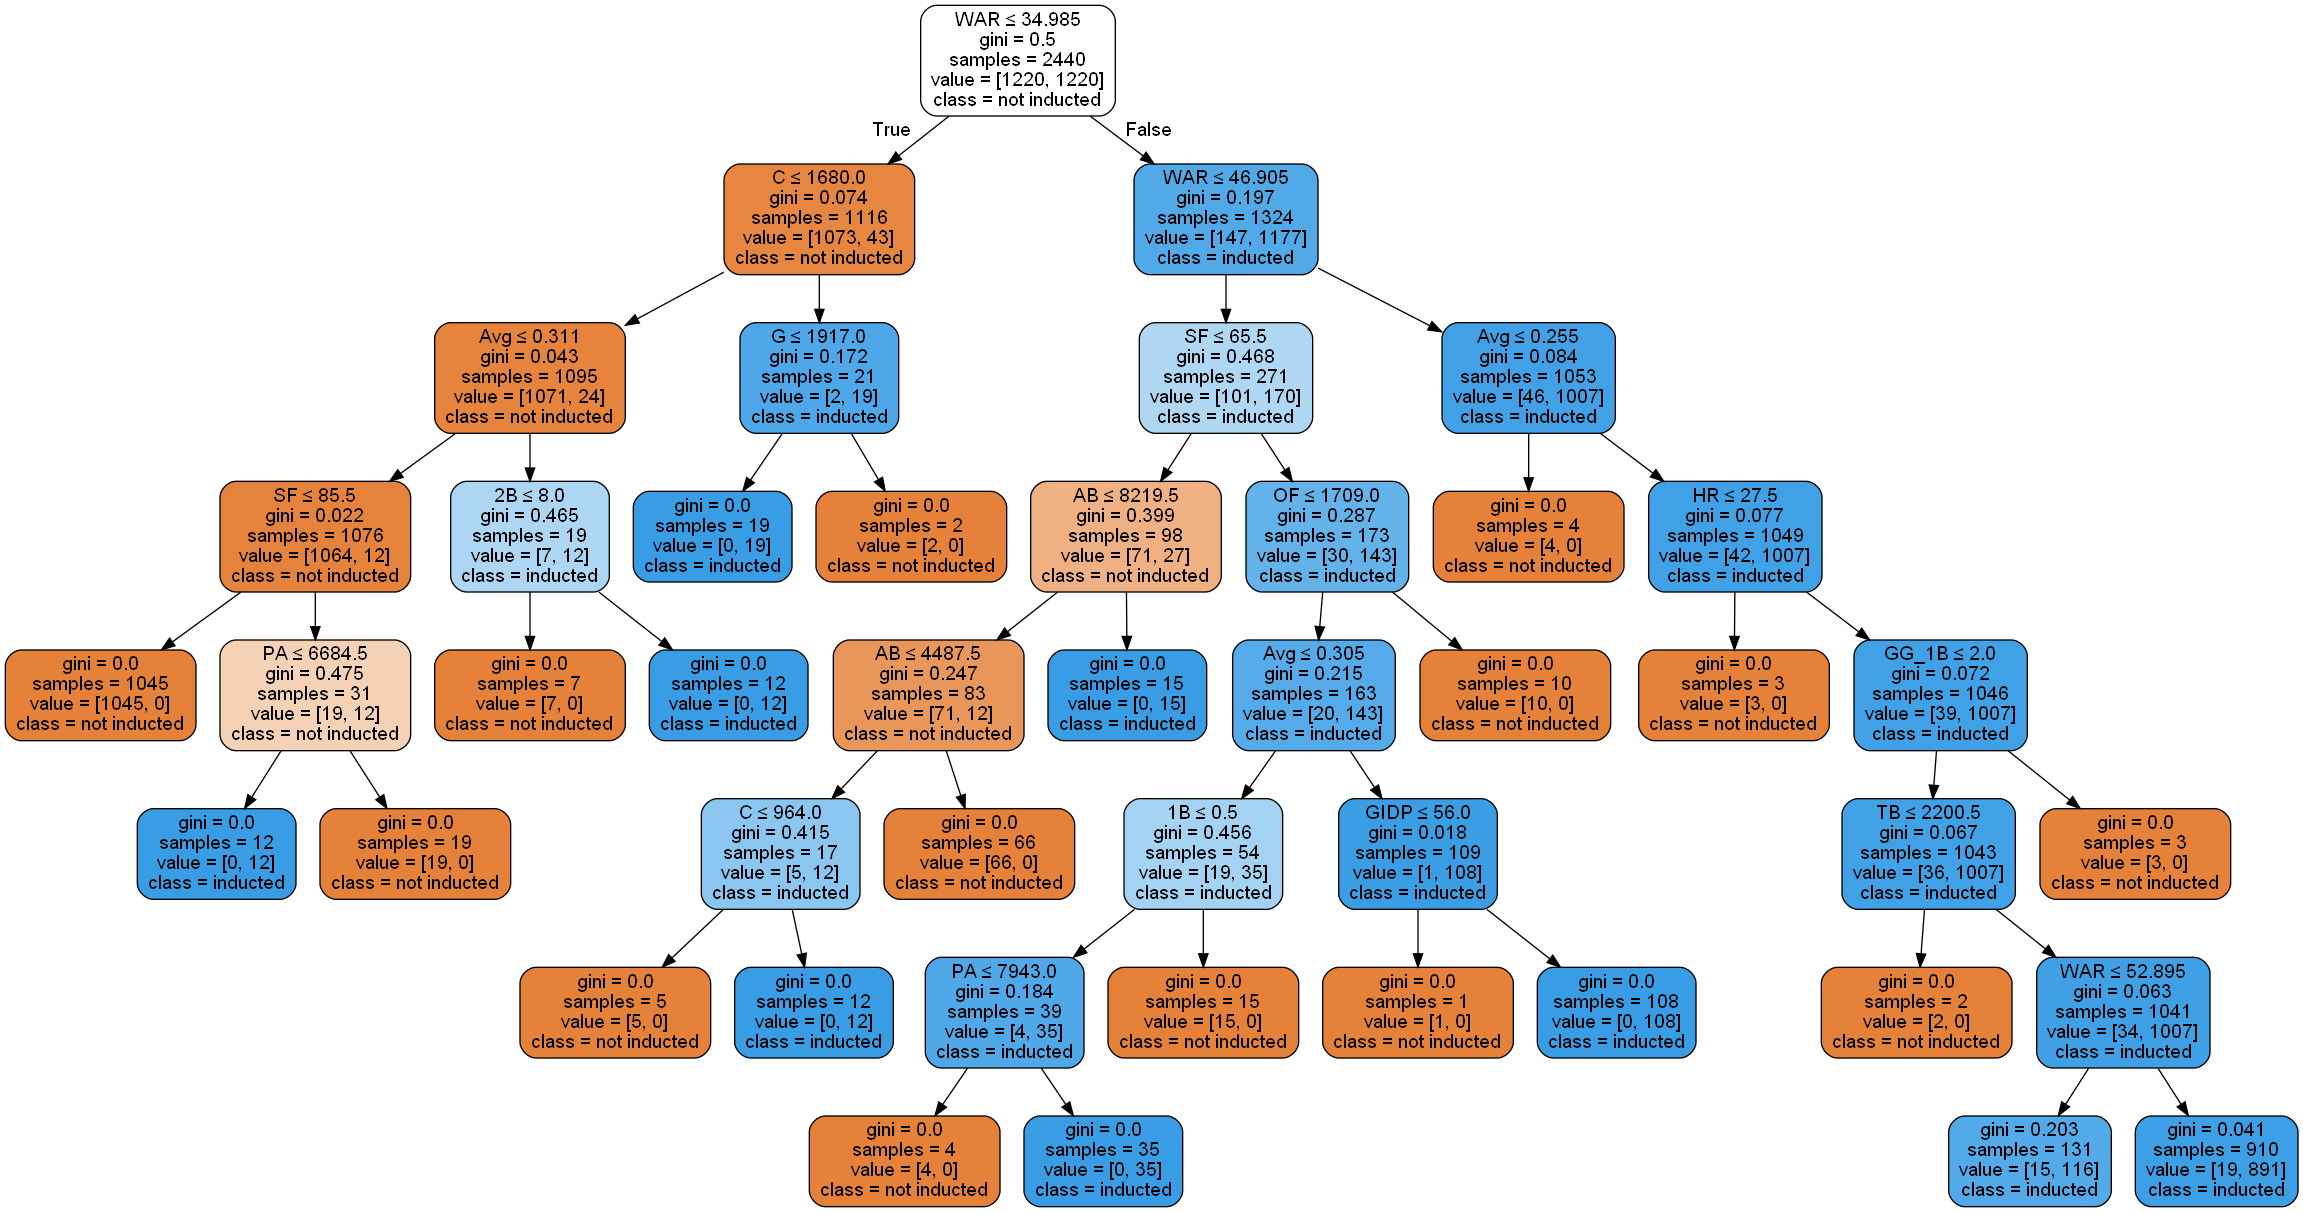 WAR ≤ 34.985
gini = 0.5
samples = 2440
value = [1220, 1220]
class = not inducted
True
False
C ≤ 1680.0
gini = 0.074
samples = 1116
value = [1073, 43]
class = not inducted
WAR ≤ 46.905
gini = 0.197
samples = 1324
value = [147, 1177]
class = inducted
Avg ≤ 0.311
gini = 0.043
samples = 1095
value = [1071, 24]
class = not inducted
G ≤ 1917.0
gini = 0.172
samples = 21
value = [2, 19]
class = inducted
SF ≤ 65.5
gini = 0.468
samples = 271
value = [101, 170]
class = inducted
Avg ≤ 0.255
gini = 0.084
samples = 1053
value = [46, 1007]
class = inducted
SF ≤ 85.5
gini = 0.022
samples = 1076
value = [1064, 12]
class = not inducted
2B ≤ 8.0
gini = 0.465
samples = 19
value = [7, 12]
class = inducted
gini = 0.0
samples = 19
value = [0, 19]
class = inducted
gini = 0.0
samples = 2
value = [2, 0]
class = not inducted
AB ≤ 8219.5
gini = 0.399
samples = 98
value = [71, 27]
class = not inducted
OF ≤ 1709.0
gini = 0.287
samples = 173
value = [30, 143]
class = inducted
gini = 0.0
samples = 4
value = [4, 0]
class = not inducted
HR ≤ 27.5
gini = 0.077
samples = 1049
value = [42, 1007]
class = inducted
gini = 0.0
samples = 1045
value = [1045, 0]
class = not inducted
PA ≤ 6684.5
gini = 0.475
samples = 31
value = [19, 12]
class = not inducted
gini = 0.0
samples = 7
value = [7, 0]
class = not inducted
gini = 0.0
samples = 12
value = [0, 12]
class = inducted
AB ≤ 4487.5
gini = 0.247
samples = 83
value = [71, 12]
class = not inducted
gini = 0.0
samples = 15
value = [0, 15]
class = inducted
Avg ≤ 0.305
gini = 0.215
samples = 163
value = [20, 143]
class = inducted
gini = 0.0
samples = 10
value = [10, 0]
class = not inducted
gini = 0.0
samples = 3
value = [3, 0]
class = not inducted
GG_1B ≤ 2.0
gini = 0.072
samples = 1046
value = [39, 1007]
class = inducted
gini = 0.0
samples = 12
value = [0, 12]
class = inducted
gini = 0.0
samples = 19
value = [19, 0]
class = not inducted
C ≤ 964.0
gini = 0.415
samples = 17
value = [5, 12]
class = inducted
gini = 0.0
samples = 66
value = [66, 0]
class = not inducted
1B ≤ 0.5
gini = 0.456
samples = 54
value = [19, 35]
class = inducted
GIDP ≤ 56.0
gini = 0.018
samples = 109
value = [1, 108]
class = inducted
TB ≤ 2200.5
gini = 0.067
samples = 1043
value = [36, 1007]
class = inducted
gini = 0.0
samples = 3
value = [3, 0]
class = not inducted
gini = 0.0
samples = 5
value = [5, 0]
class = not inducted
gini = 0.0
samples = 12
value = [0, 12]
class = inducted
PA ≤ 7943.0
gini = 0.184
samples = 39
value = [4, 35]
class = inducted
gini = 0.0
samples = 15
value = [15, 0]
class = not inducted
gini = 0.0
samples = 1
value = [1, 0]
class = not inducted
gini = 0.0
samples = 108
value = [0, 108]
class = inducted
gini = 0.0
samples = 2
value = [2, 0]
class = not inducted
WAR ≤ 52.895
gini = 0.063
samples = 1041
value = [34, 1007]
class = inducted
gini = 0.0
samples = 4
value = [4, 0]
class = not inducted
gini = 0.0
samples = 35
value = [0, 35]
class = inducted
gini = 0.203
samples = 131
value = [15, 116]
class = inducted
gini = 0.041
samples = 910
value = [19, 891]
class = inducted